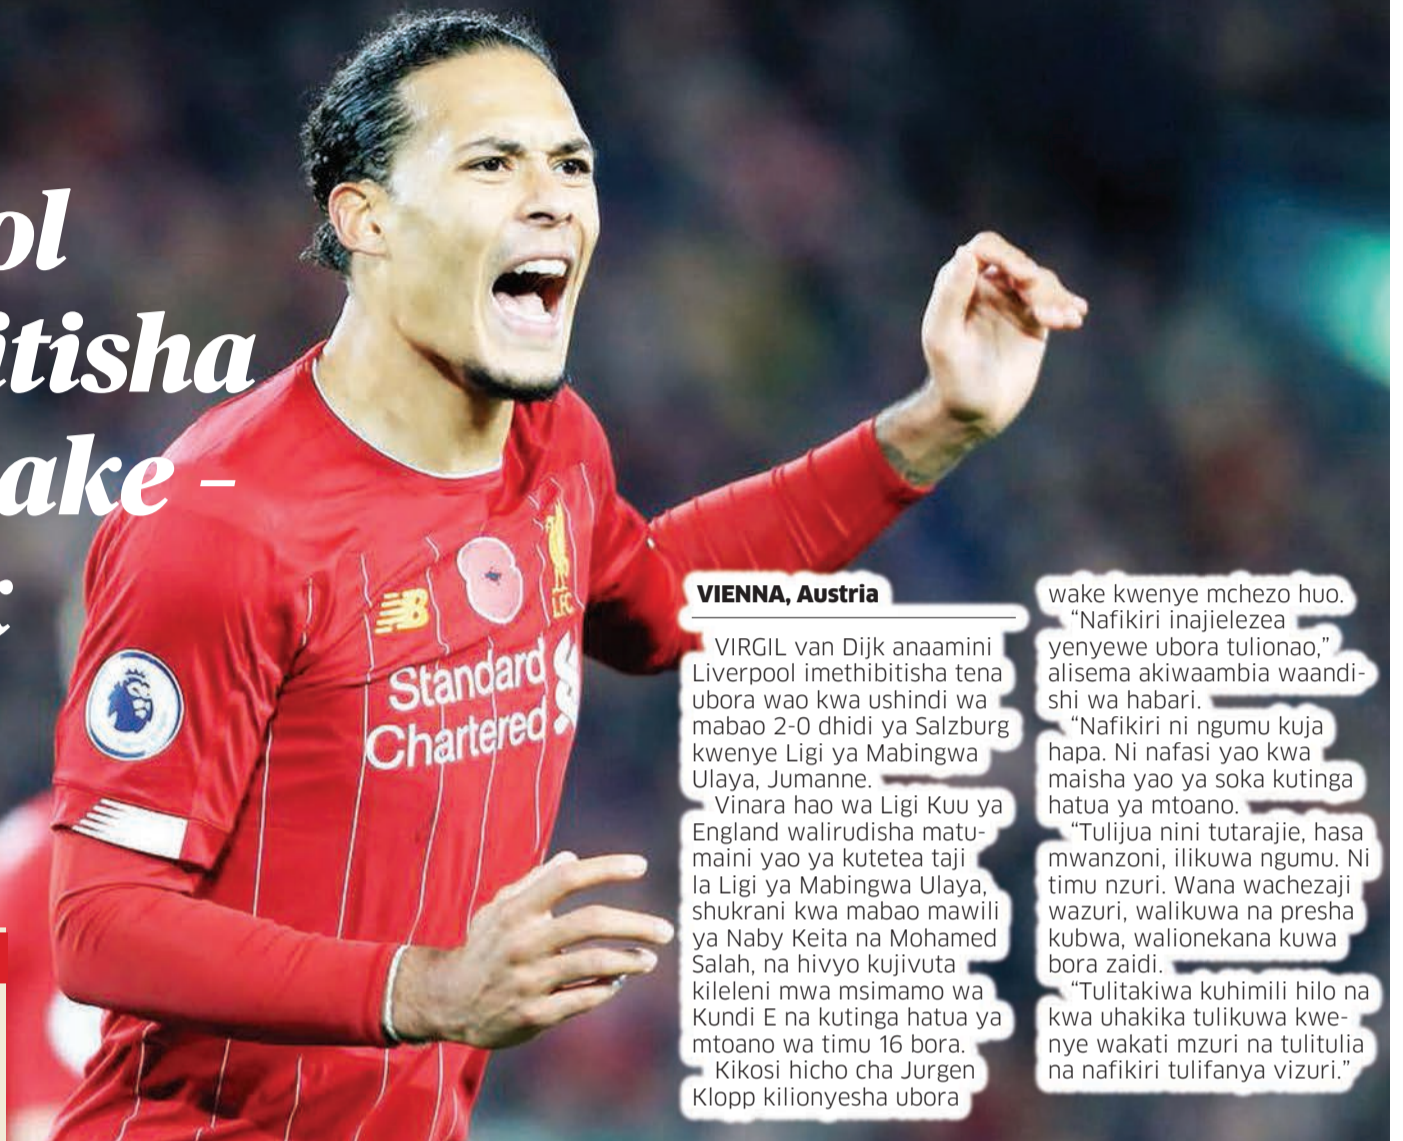 ol
itisha
ake –
k
NB
LFC
Standard
Chartered
VIENNA, Austria
VIRGIL van Dijk anaamini
Liverpool imethibitisha tena
ubora wao kwa ushindi wa
mabao 2-0 dhidi ya Salzburg
kwenye Ligi ya Mabingwa
Ulaya, Jumanne.
Vinara hao wa Ligi Kuu ya
England walirudisha matu-
maini yao ya kutetea taji
la Ligi ya Mabingwa Ulaya,
shukrani kwa mabao mawili
ya Naby Keita na Mohamed
Salah, na hivyo kujivuta
kileleni mwa msimamo wa
Kundi E na kutinga hatua ya
mtoano wa timu 16 bora.
Kikosi hicho cha Jurgen
Klopp kilionyesha ubora
wake kwenye mchezo huo.
“Nafikiri inajielezea
yenyewe ubora tulionao,”
alisema akiwaambia waandi-
shi wa habari.
“Nafikiri ni ngumu kuja
hapa. Ni nafasi yao kwa
maisha yao ya soka kutinga
hatua ya mtoano.
“Tulijua nini tutarajie, hasa
mwanzoni, ilikuwa ngumu. Ni
timu nzuri. Wana wachezaji
wazuri, walikuwa na presha
kubwa, walionekana kuwa
bora zaidi.
“Tulitakiwa kuhimili hilo na
kwa uhakika tulikuwa kwe-
nye wakati mzuri na tulitulia
na nafikiri tulifanya vizuri.”